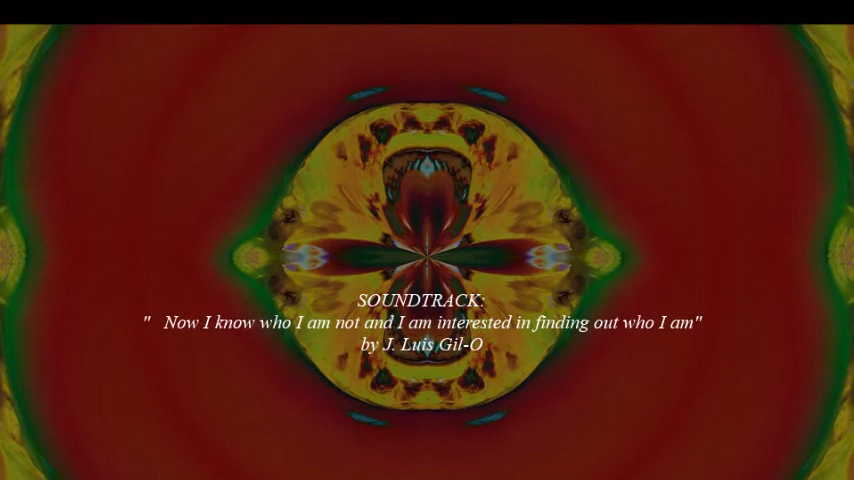 SOUNDTRACK:
" Now I know who I am not and I am interested in finding out who I am"
by J. Luis Gil-O